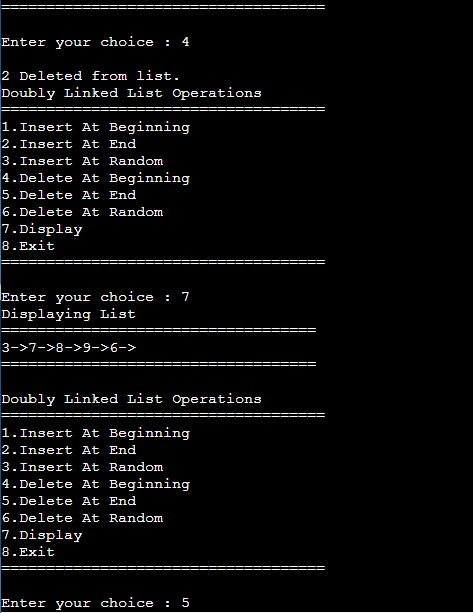 ====================================
Enter your choice : 4
2 Deleted from list.
Doubly Linked List Operations
====================================
1.Insert At Beginning
2.Insert At End
3.Insert At Random
4.Delete At Beginning
5.Delete At End
6.Delete At Random
7.Display
8.Exit
====================================
Enter your choice : 7
Displaying List
===================================
3->7->8->9->6->
===================================
Doubly Linked List Operations
====================================
1.Insert At Beginning
2.Insert At End
3.Insert At Random
4.Delete At Beginning
5.Delete At End
6.Delete At Random
7.Display
8.Exit
====================================
Enter your choice : 5